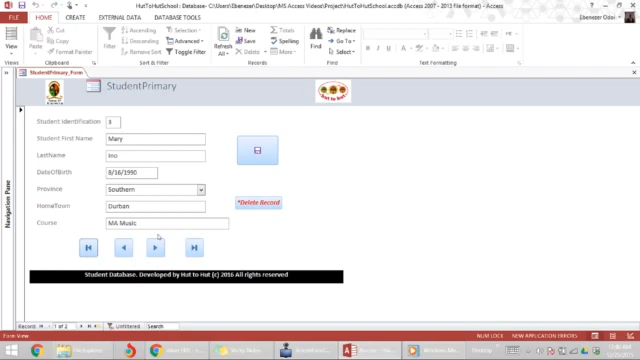 HutToHutSchool : Database- C:\Users\Ebenezer\Desktop\MS Access Videos\Project\HutToHutSchool.accdb (Access 2007 - 2013 file format) - Access
FILE HOME CREATE EXTERNAL DATA DATABASE TOOLS
View
Paste
Cut
Copy
Format Painter
Filter
Ascending
Descending
Remove Sort
Selection
Advanced
Toggle Filter
Refresh All
New
Save
Delete
Totals
Spelling
More
Find
Replace
Go To
Select
Views Clipboard Sort & Filter Records Find Text Formatting
StudentPrimary_Form
StudentPrimary
hut to hut
Student Identification 3
Student First Name Mary
LastName Ino
DateOfBirth 8/16/1990
Province Southern
HomeTown Durban
*Delete Record
Course MA Music
Student Database. Developed by Hut to Hut (c) 2016 All rights reserved
Navigation Pane
Record: 1 of 2 Unfiltered Search
Form View NUM LOCK NEW APPLICATION ERRORS